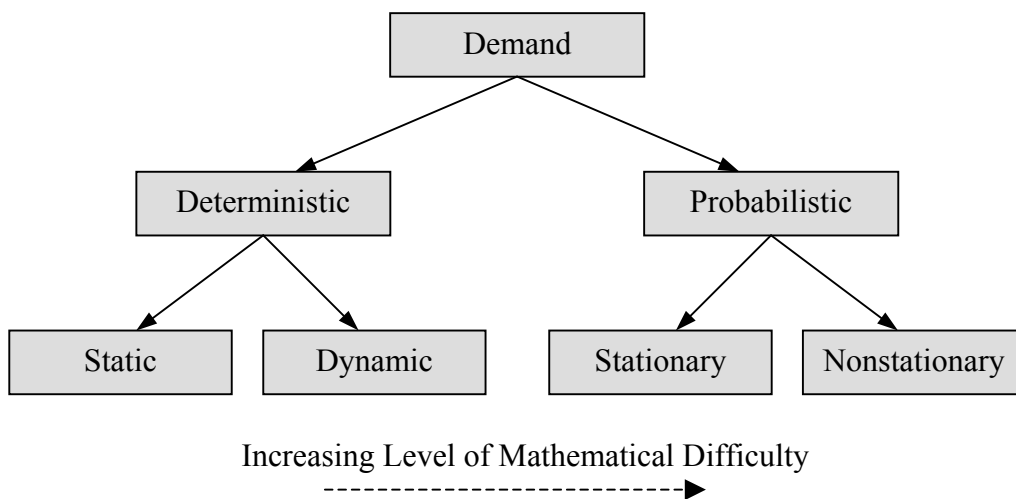 Demand
Deterministic
Probabilistic
Static
Dynamic
Stationary
Nonstationary
Increasing Level of Mathematical Difficulty